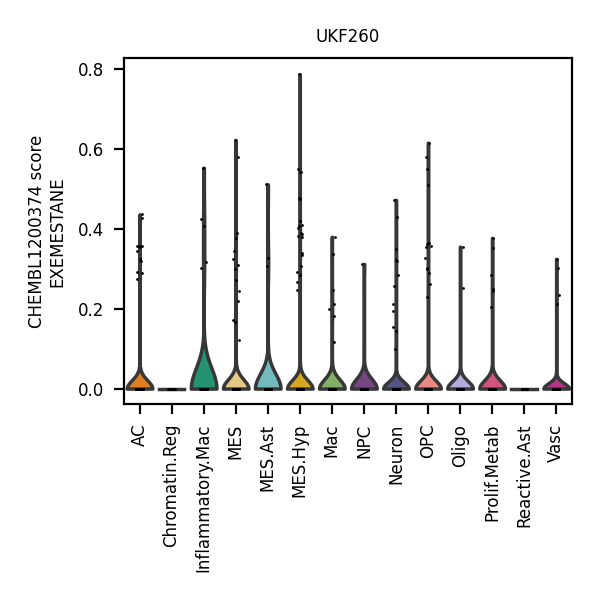 UKF260
CHEMBL1200374 score
EXEMESTANE
0.8
0.6
0.4
0.2
0.0
AC
Chromatin.Reg
Inflammatory.Mac
MES
MES.Ast
MES.Hyp
Mac
NPC
Neuron
OPC
Oligo
Prolif.Metab
Reactive.Ast
Vasc